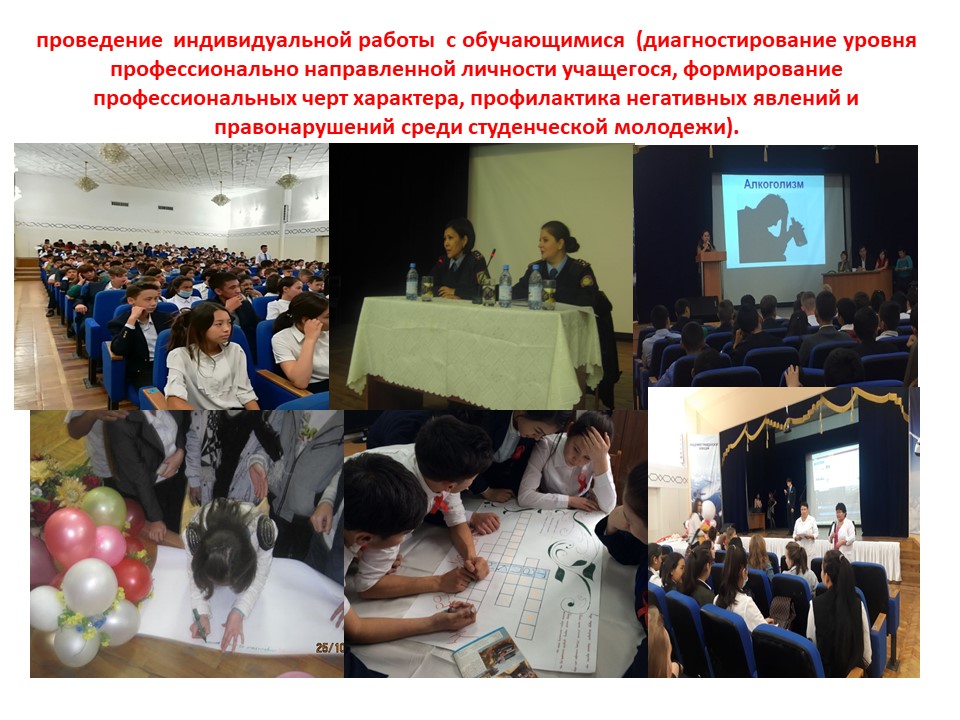 проведение индивидуальной работы с обучающимися (диагностирование уровня
профессионально направленной личности учащегося, формирование
профессиональных черт характера, профилактика негативных явлений и
правонарушений среди студенческой молодежи).
Алкоголизм
25/10